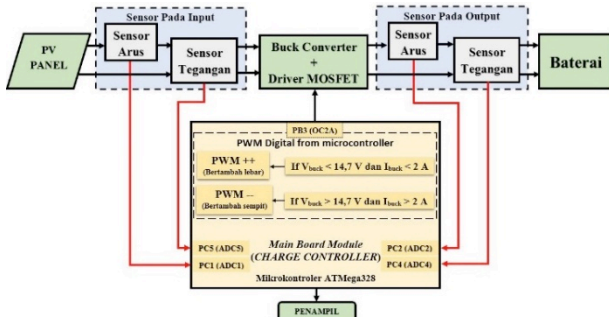 Sensor Pada Input
Sensor Pada Output
PV
PANEL
Sensor
Arus
Sensor
Tegangan
Buck Converter
+
Driver MOSFET
Sensor
Arus
Sensor
Tegangan
Baterai
PB3 (OC2A)
PWM Digital from microcontroller
PWM ++
(Bertambah lebar)
If Vbuck < 14,7 V dan Ibuck < 2 A
PWM --
(Bertambah sempit)
If Vbuck > 14,7 V dan Ibuck > 2 A
PC5 (ADC5)
PC1 (ADC1)
Main Board Module
(CHARGE CONTROLLER)
PC2 (ADC2)
PC4 (ADC4)
Mikrokontroler ATMega328
PENAMPIL